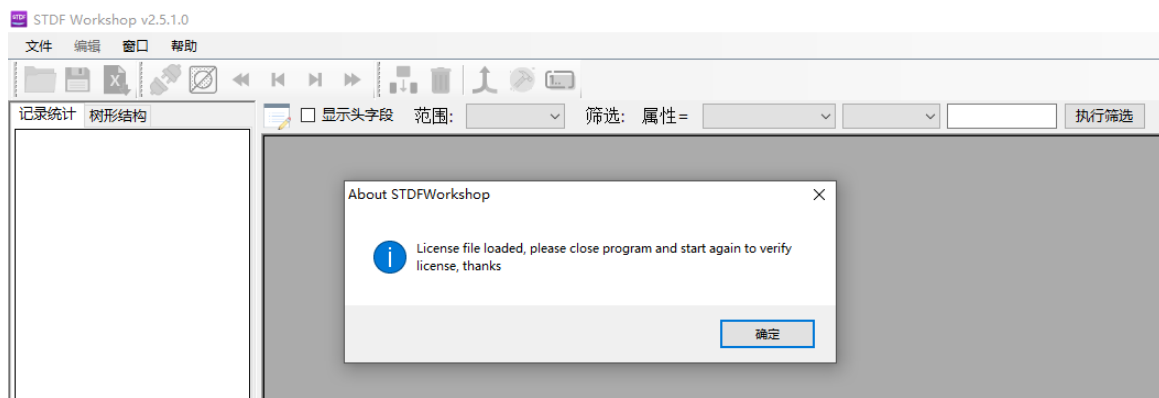 STDF Workshop v2.5.1.0
文件 编辑 窗口 帮助
记录统计 树形结构 显示头字段 范围: 筛选: 属性= 执行筛选
About STDFWorkshop
License file loaded, please close program and start again to verify
license, thanks
确定